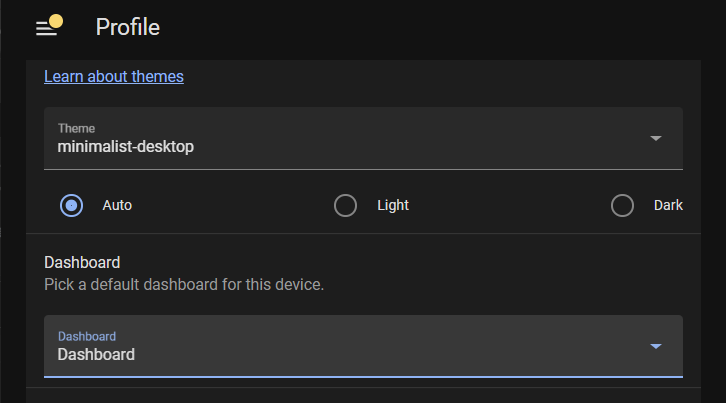 Profile
Learn about themes
Theme
minimalist-desktop
Auto Light Dark
Dashboard
Pick a default dashboard for this device.
Dashboard
Dashboard